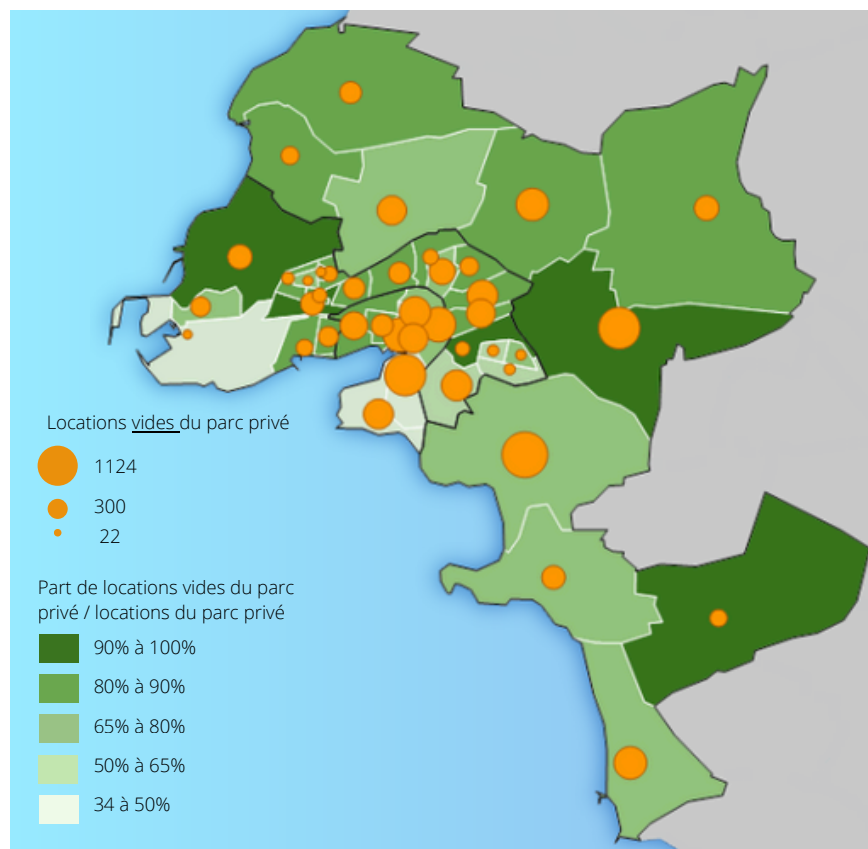 Locations vides du parc privé
1124
300
22
Part de locations vides du parc
privé / locations du parc privé
90% à 100%
80% à 90%
65% à 80%
50% à 65%
34 à 50%